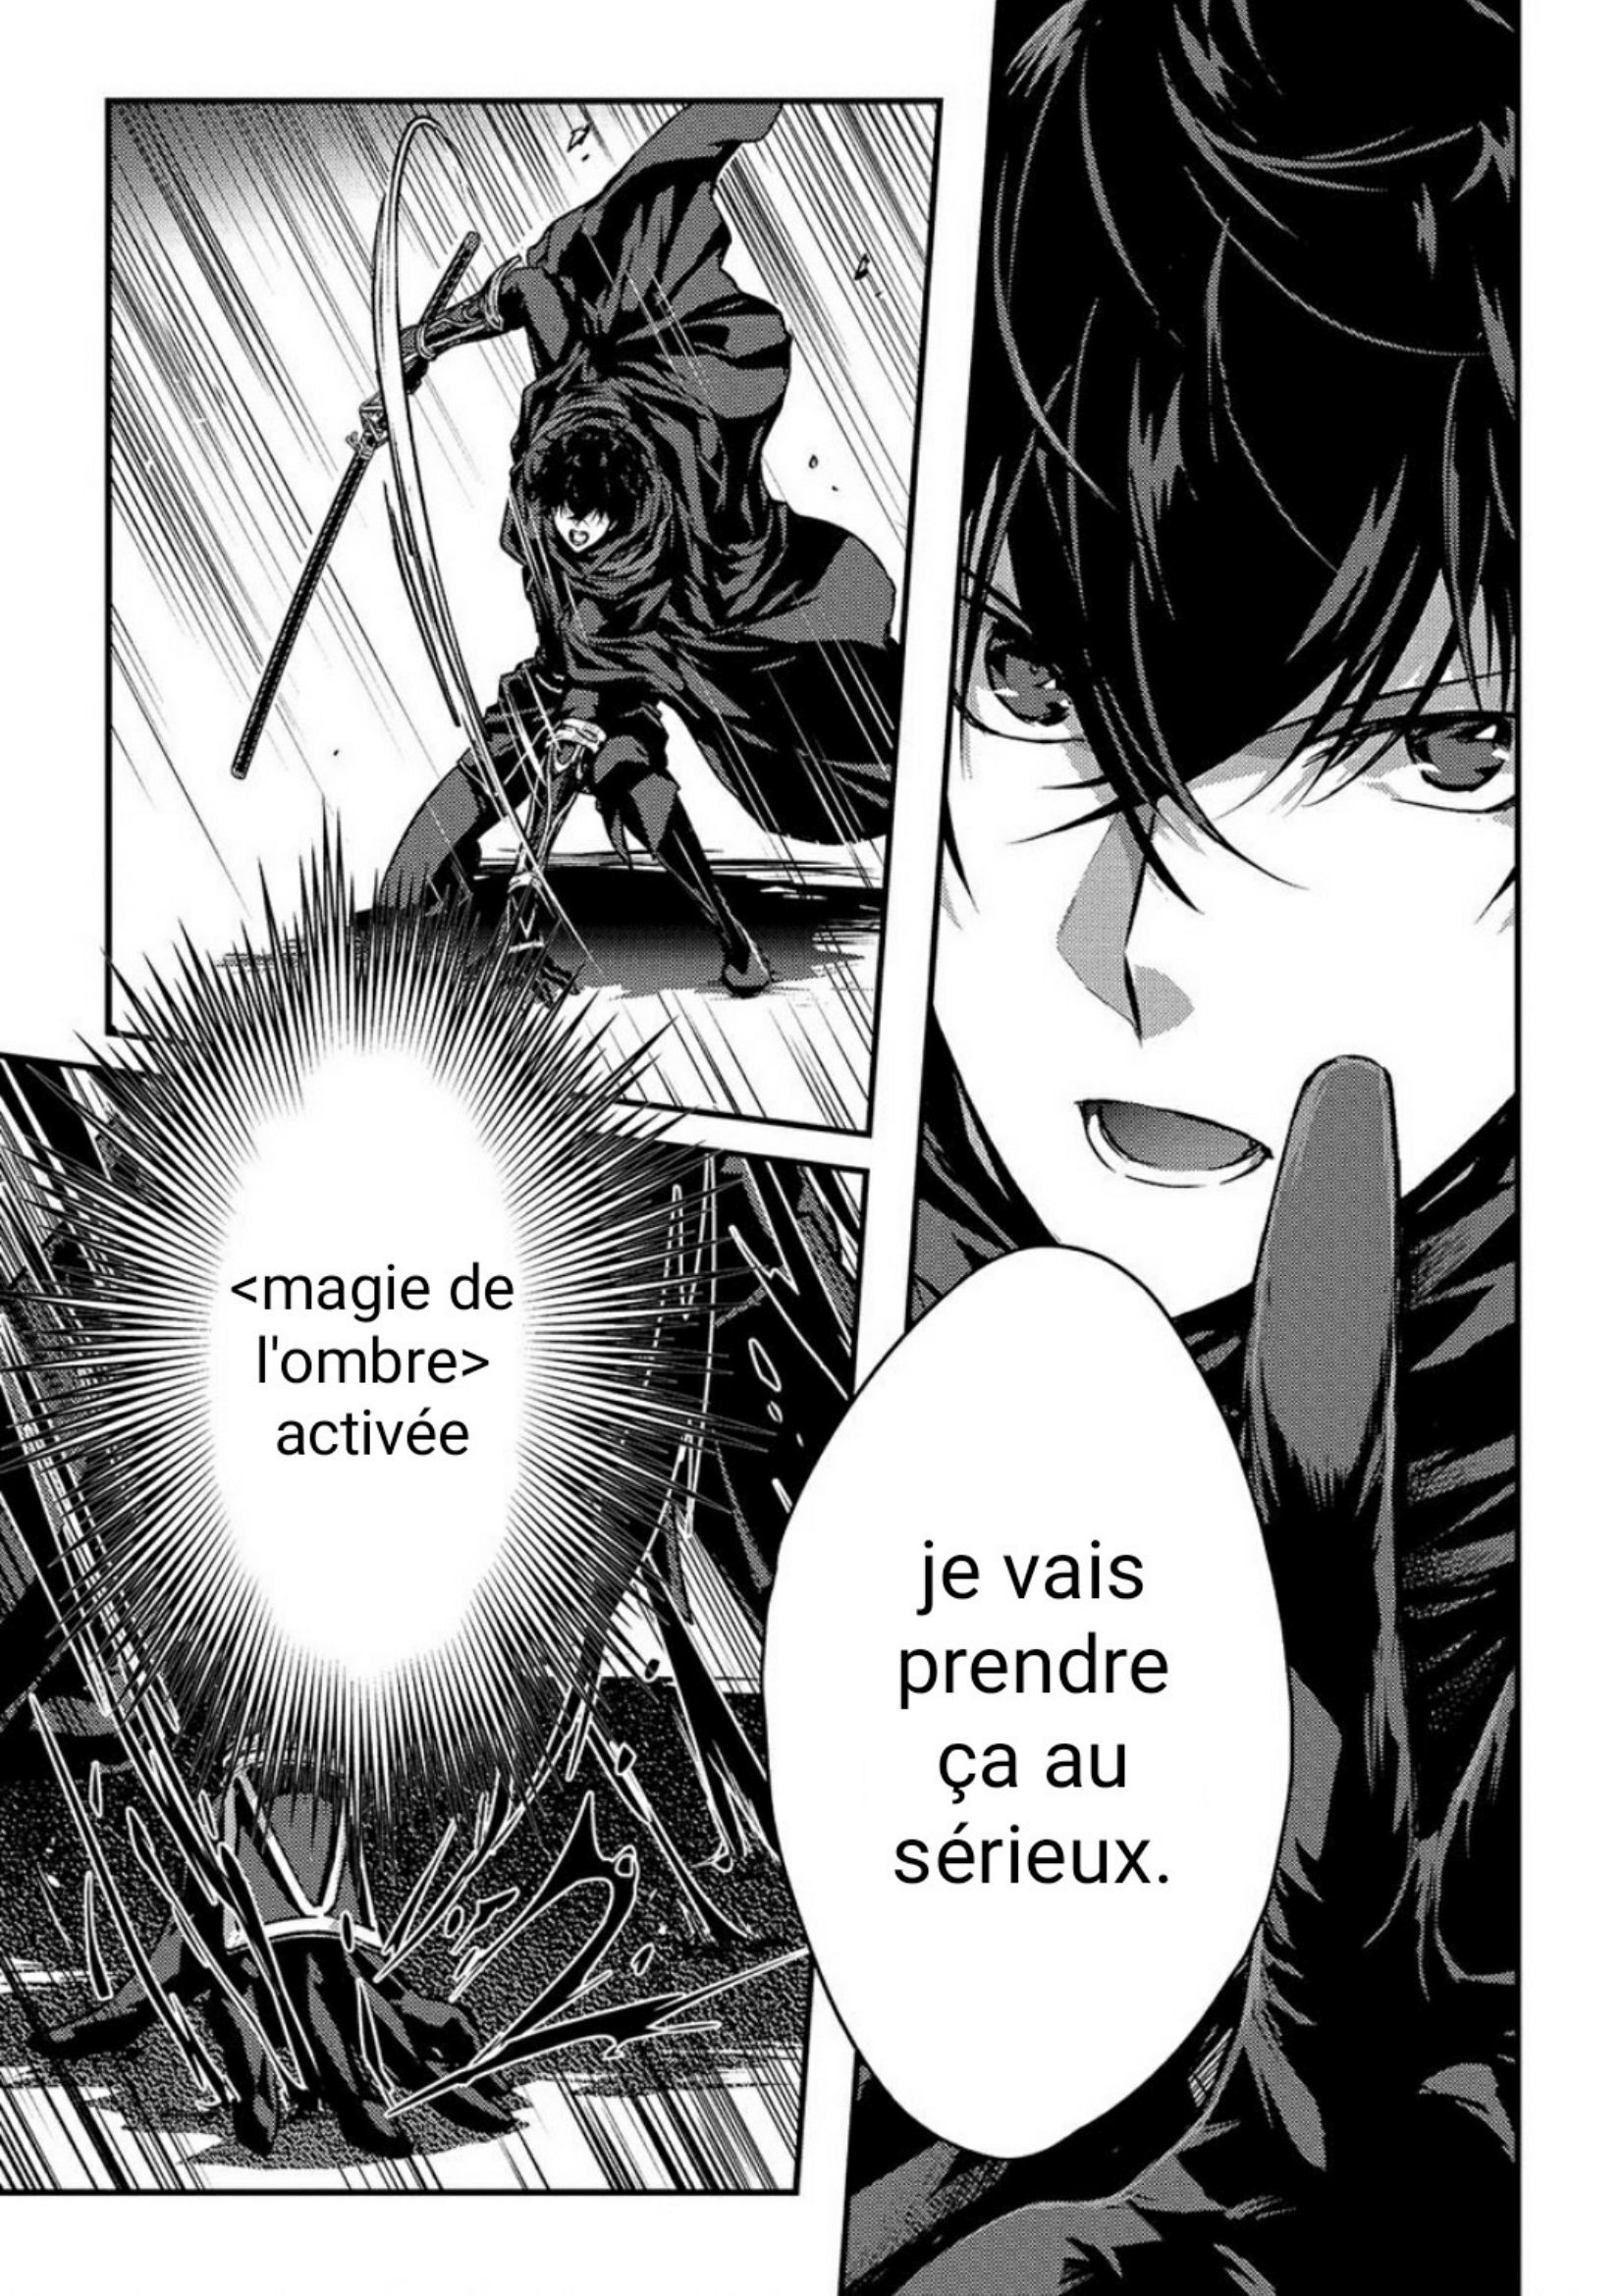 je vais
prendre
ça au
sérieux.
<magie de
l'ombre>
activée